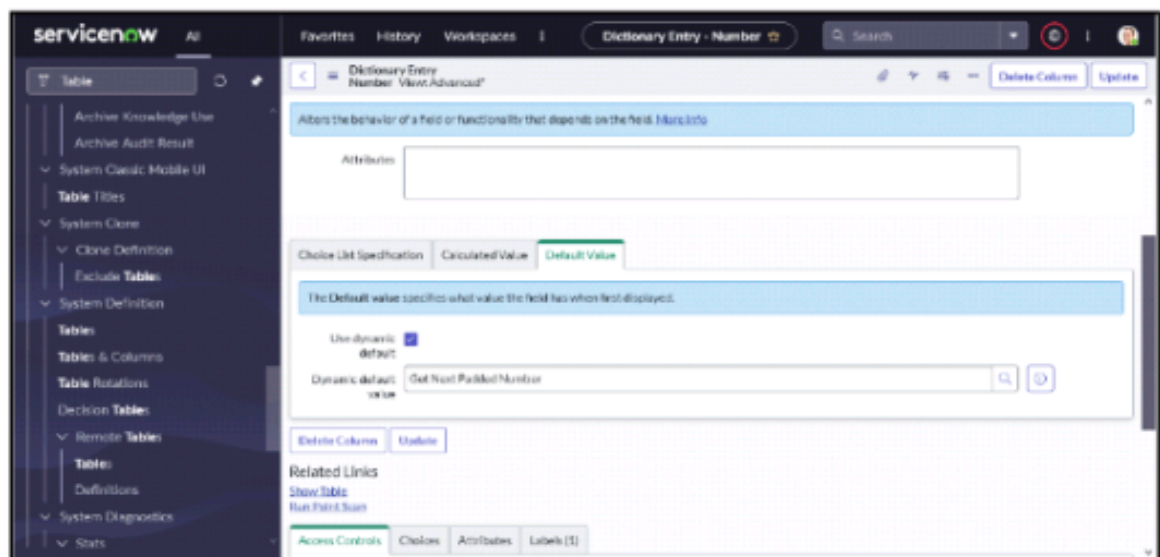 servicenow All Favorites History Workspaces Dictionary Entry - Number Search
Table
Archive Knowledge Use
Archive Audit Result
System Classic Mobile UI
Table Titles
System Clone
Clone Definition
Exclude Tables
System Definition
Tables
Tables & Columns
Table Rotations
Decision Tables
Remote Tables
Tables
Definitions
System Diagnostics
Stats
Dictionary Entry
Number View: Advanced*
Delete Column Update
Alters the behavior of a field or functionality that depends on the field. More Info
Attributes
Choice List Specification Calculated Value Default Value
The Default value specifies what value the field has when first displayed.
Use dynamic
default
Dynamic default
value
Get Next Padded Number
Delete Column Update
Related Links
Show Table
Run Point Scan
Access Controls Choices Attributes Labels (1)